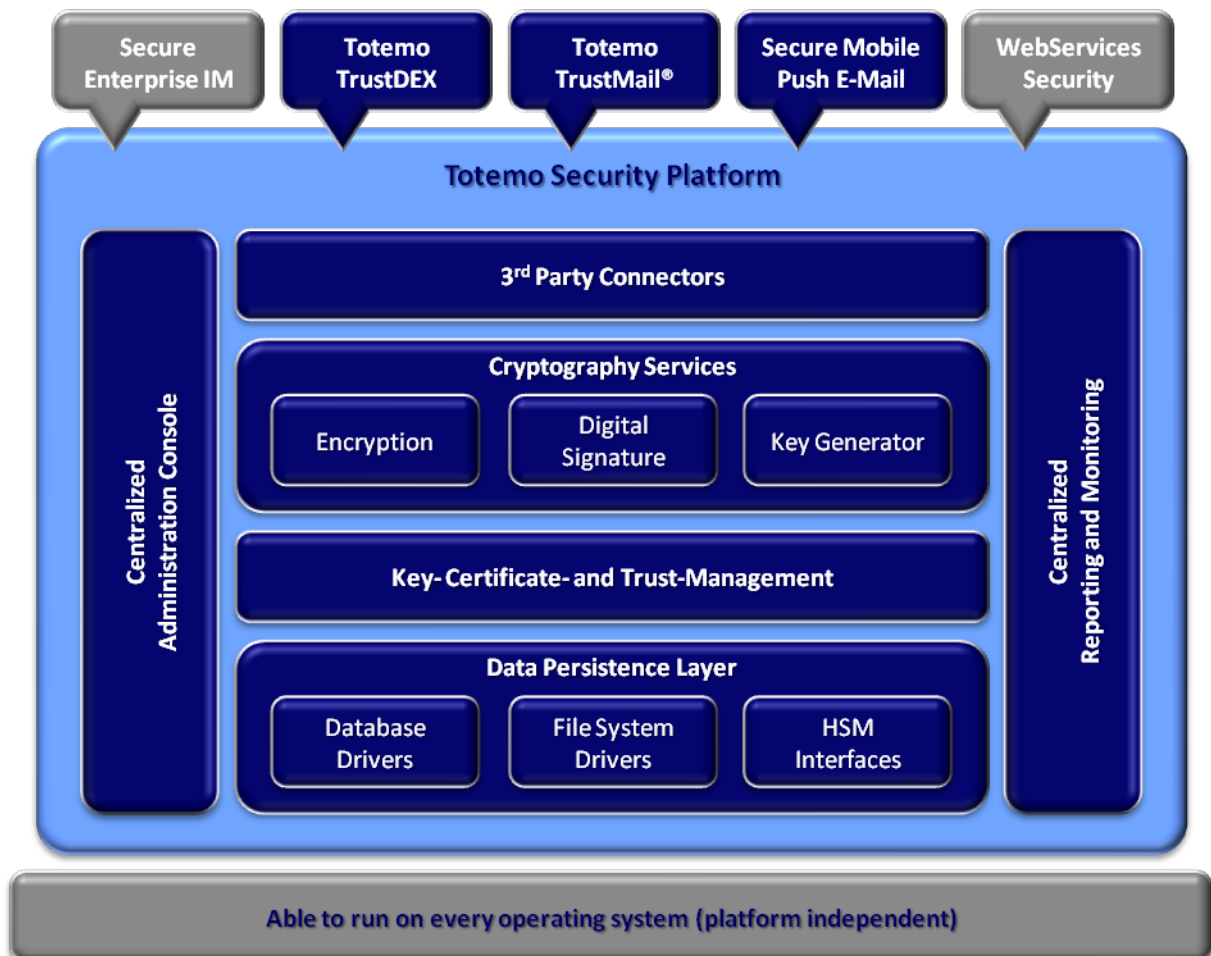 Secure
Enterprise IM
Totemo
TrustDEX
Totemo
TrustMail®
Secure Mobile
Push E-Mail
WebServices
Security
Totemo Security Platform
Centralized
Administration Console
3rd Party Connectors
Cryptography Services
Encryption
Digital
Signature
Key Generator
Key- Certificate- and Trust-Management
Data Persistence Layer
Database
Drivers
File System
Drivers
HSM
Interfaces
Centralized
Reporting and Monitoring
Able to run on every operating system (platform independent)